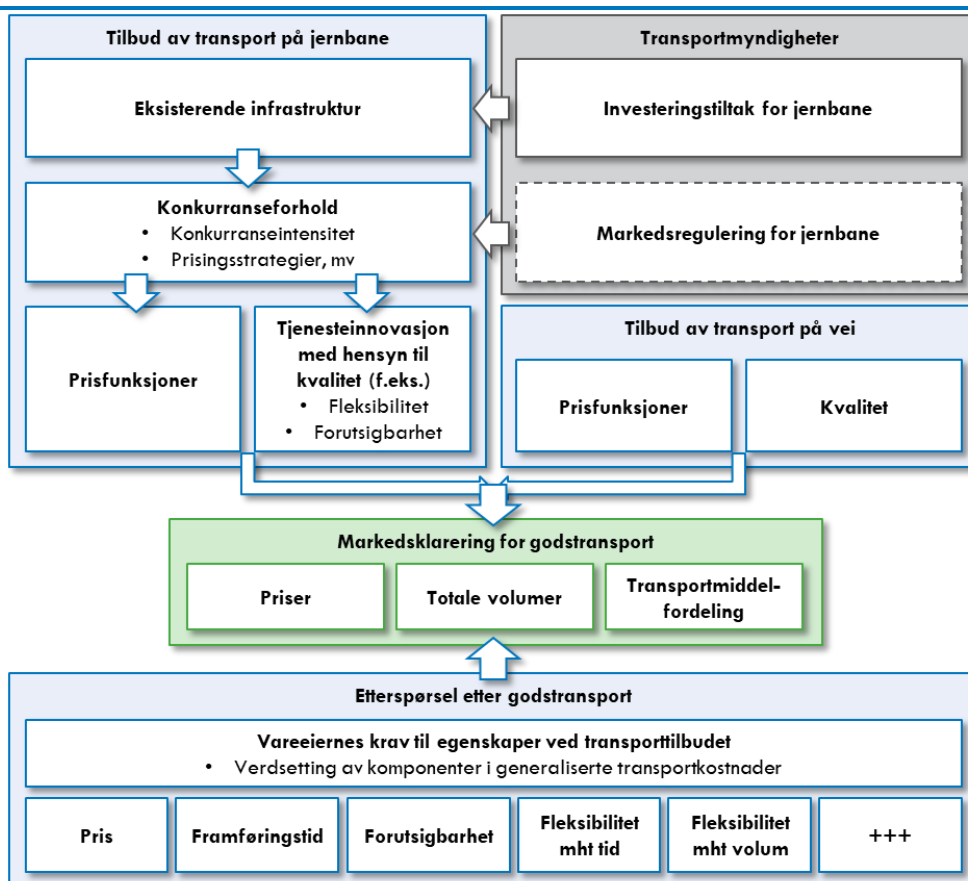 Tilbud av transport på jernbane
Eksisterende infrastruktur
Konkurranseforhold
• Konkurranseintensitet
• Prisingsstrategier, mv
Prisfunksjoner
Tjenesteinnovasjon
med hensyn til
kvalitet (f.eks.)
• Fleksibilitet
• Forutsigbarhet
Transportmyndigheter
Investeringstiltak for jernbane
Markedsregulering for jernbane
Tilbud av transport på vei
Prisfunksjoner
Kvalitet
Markedsklarering for godstransport
Priser
Totale volumer
Transportmiddel-
fordeling
Etterspørsel etter godstransport
Vareeiernes krav til egenskaper ved transporttilbudet
• Verdsetting av komponenter i generaliserte transportkostnader
Pris
Framføringstid
Forutsigbarhet
Fleksibilitet
mht tid
Fleksibilitet
mht volum
+++